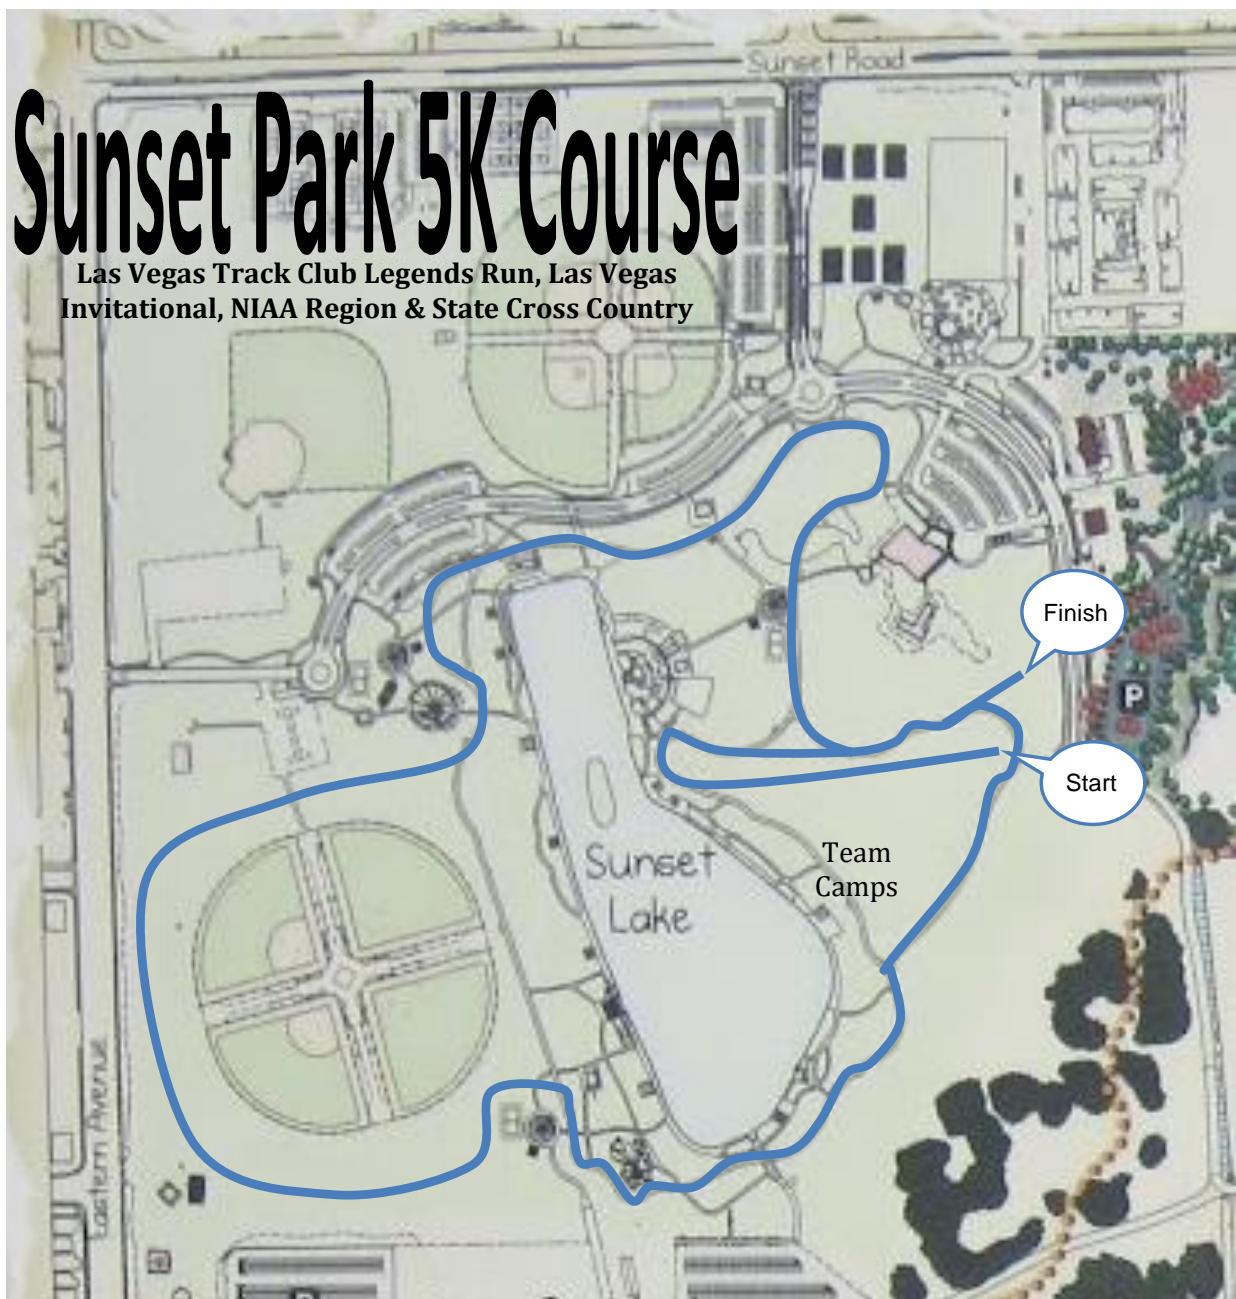 Sunset Road
Sunset Park 5K Course
Las Vegas Track Club Legends Run, Las Vegas
Invitational, NIAA Region & State Cross Country
Finish
P
Start
Team
Camps
Sunset
Lake
Eastern Avenue